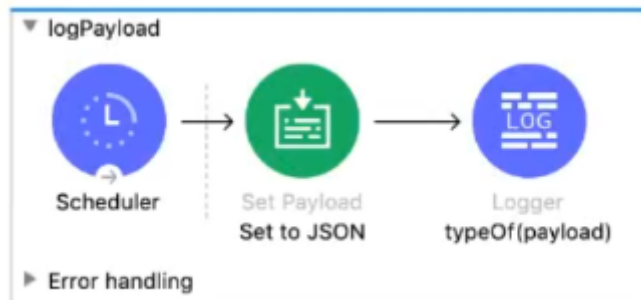 logPayload
LOG
Scheduler
Set Payload
Logger
Set to JSON
typeOf(payload)
Error handling